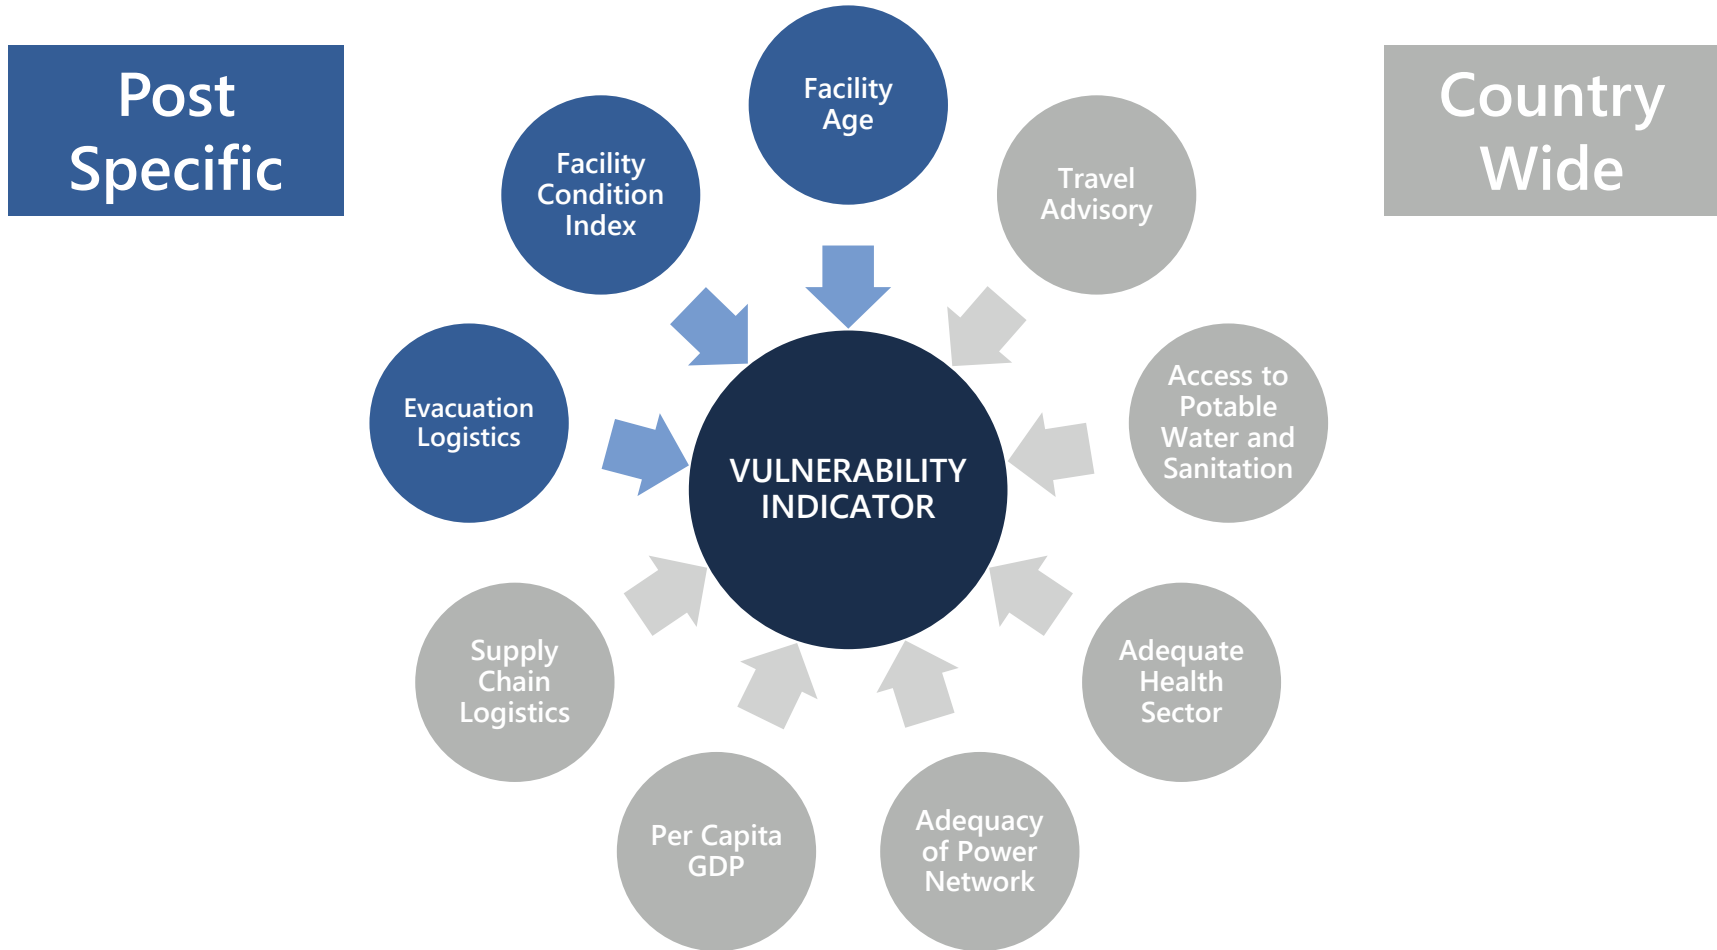 Post
Specific
Country
Wide
Facility
Age
Facility
Condition
Index
Travel
Advisory
Evacuation
Logistics
Access to
Potable
Water and
Sanitation
VULNERABILITY
INDICATOR
Supply
Chain
Logistics
Adequate
Health
Sector
Per Capita
GDP
Adequacy
of Power
Network